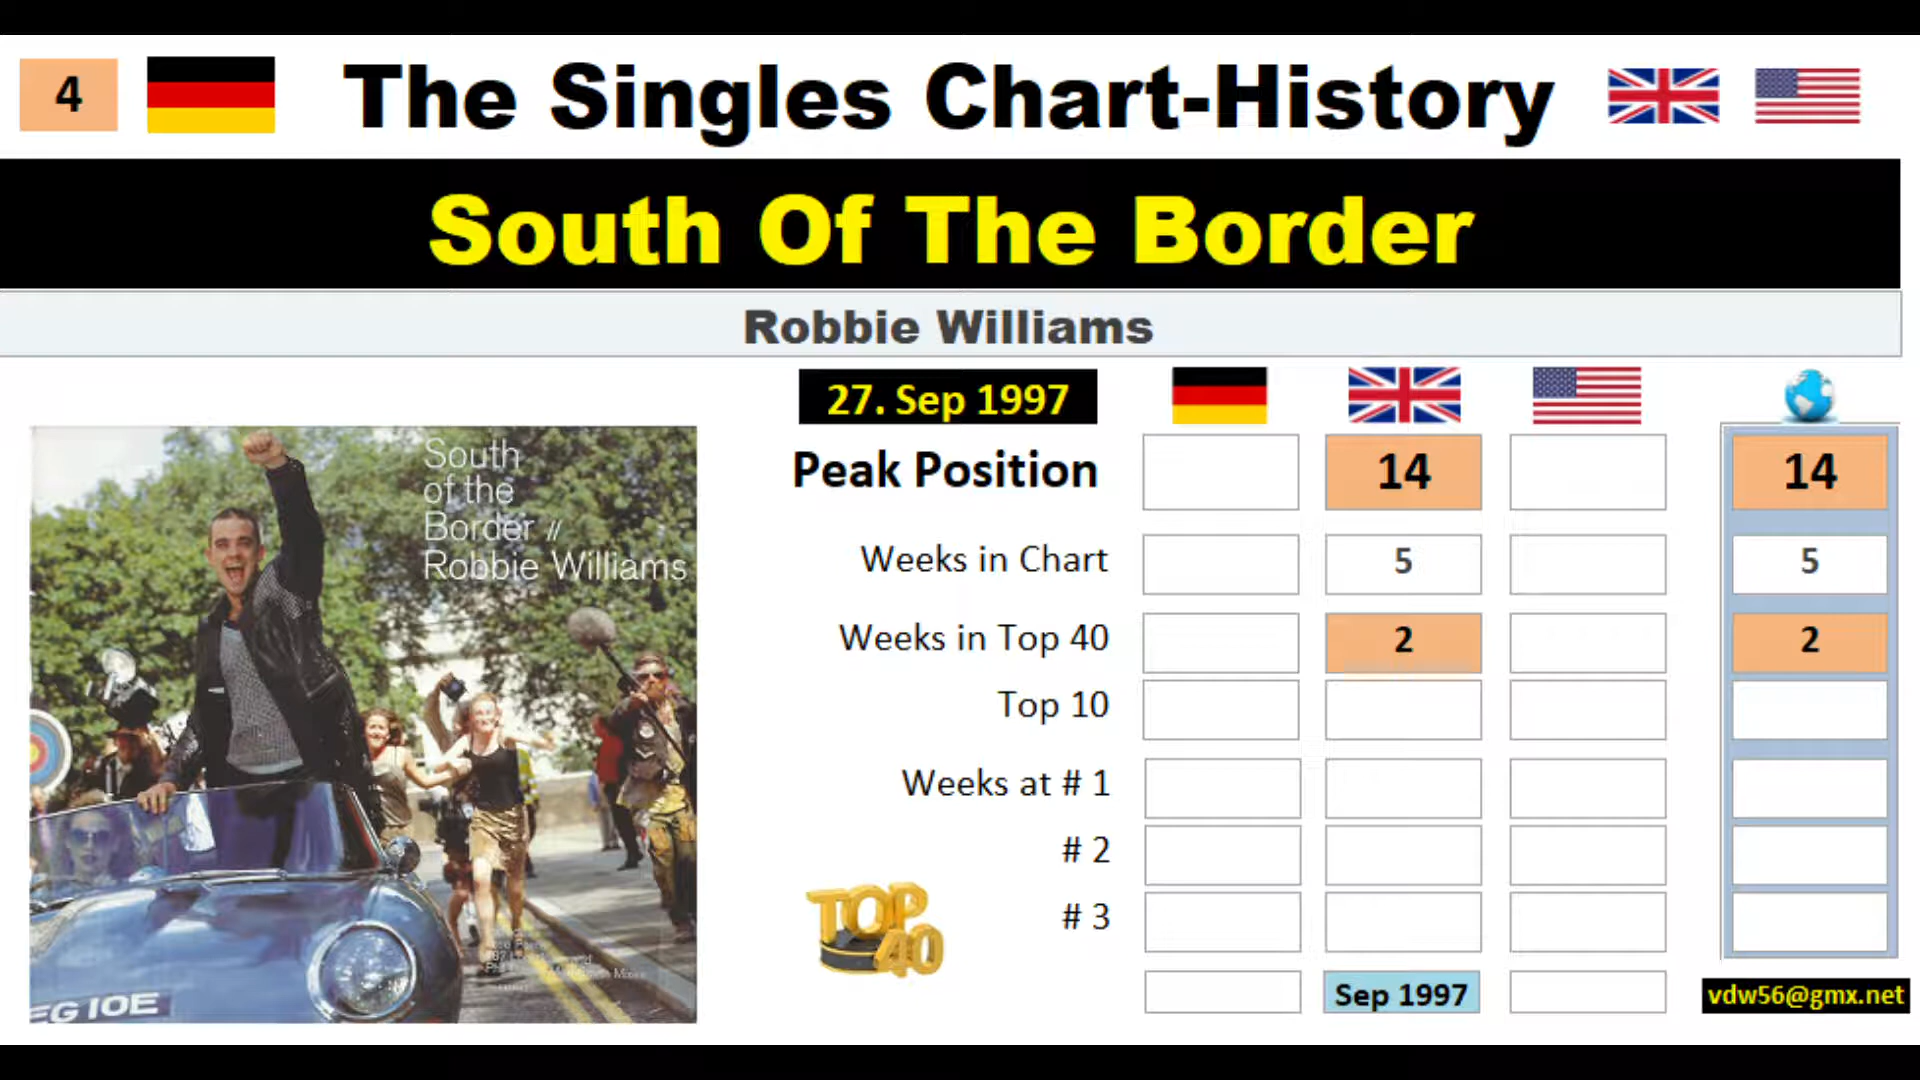 4
The Singles Chart-History
South Of The Border
Robbie Williams
27. Sep 1997
Peak Position 14 14
Weeks in Chart 5 5
Weeks in Top 40 2 2
Top 10
Weeks at # 1
# 2
# 3
TOP
40
Sep 1997
vdw56@gmx.net
South
of the
Border //
Robbie Williams
EG IOE